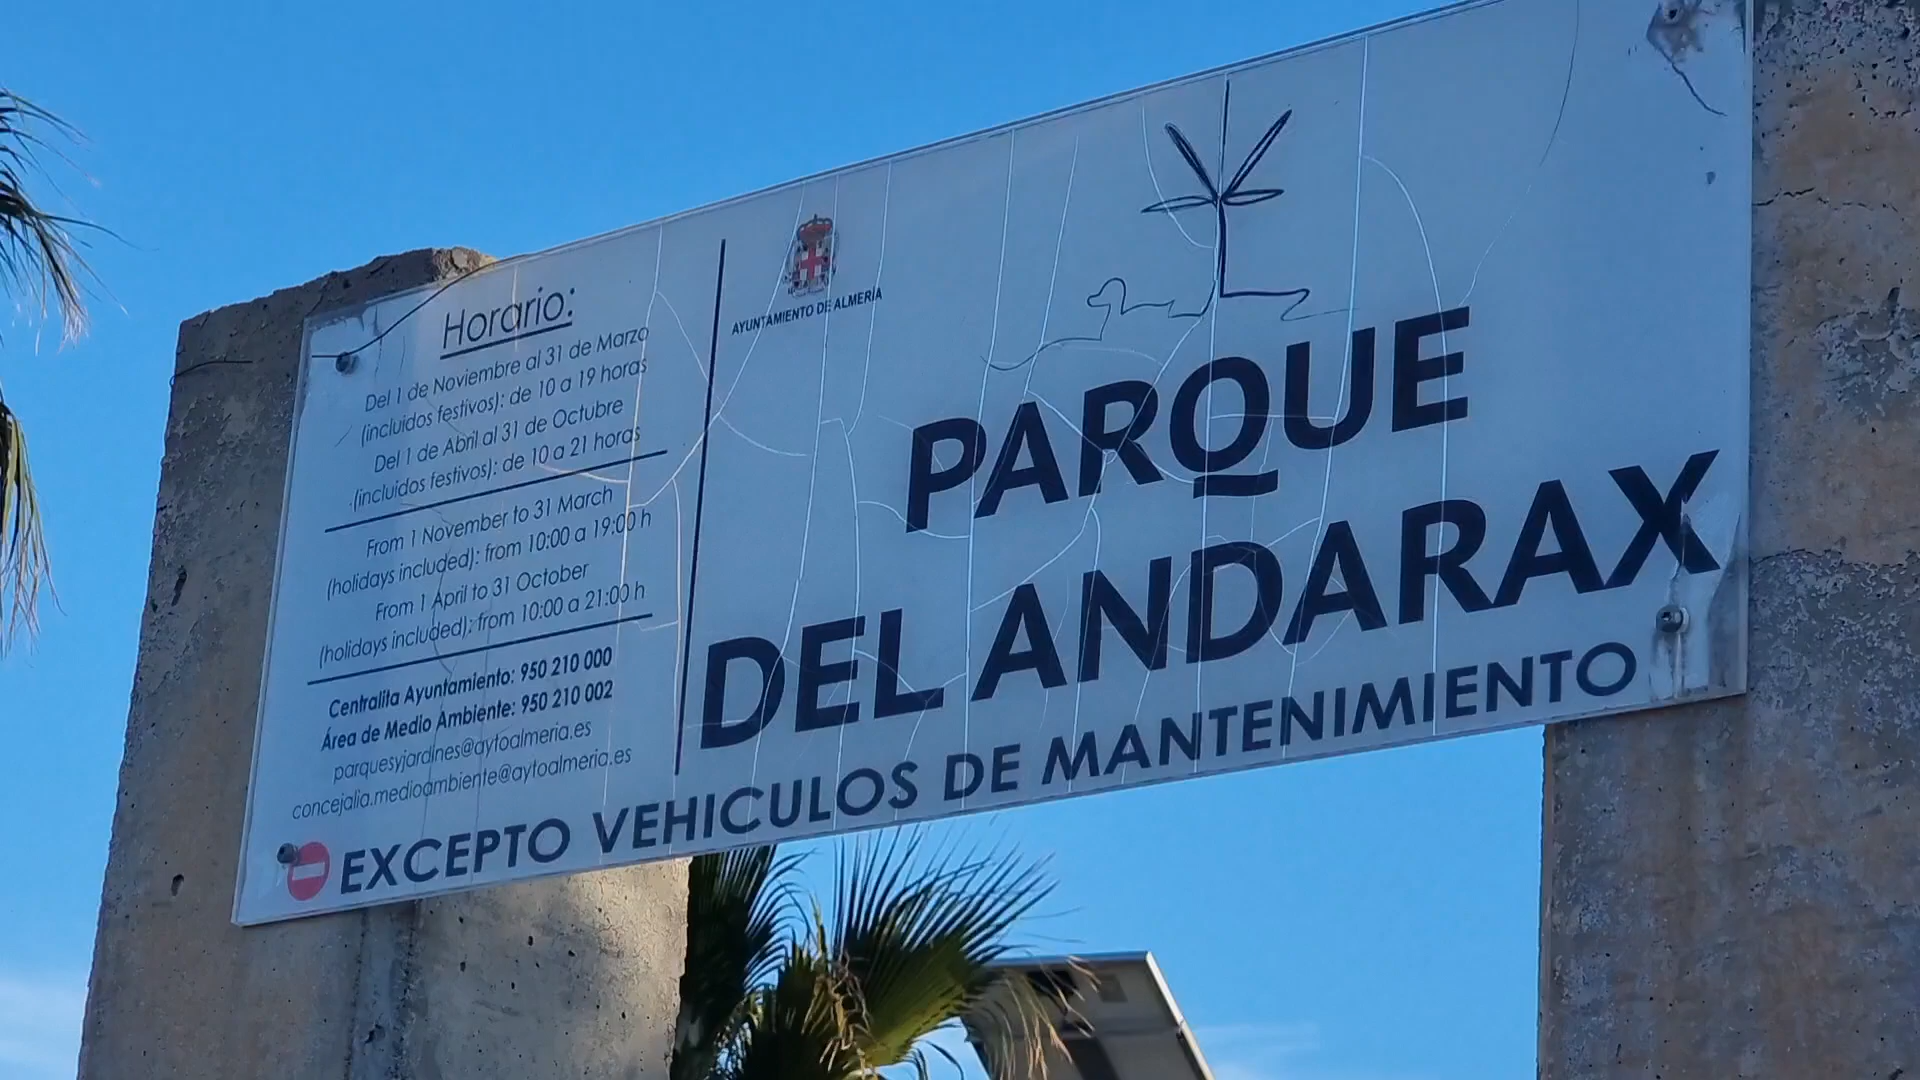 Horario:
Del 1 de Noviembre al 31 de Marzo
(incluidos festivos): de 10 a 19 horas
Del 1 de Abril al 31 de Octubre
(incluidos festivos): de 10 a 21 horas
From 1 November to 31 March
(holidays included): from 10:00 a 19:00 h
From 1 April to 31 October
(holidays included): from 10:00 a 21:00 h
Centralita Ayuntamiento: 950 210 000
Área de Medio Ambiente: 950 210 002
parquesyjardines@aytoalmeria.es
concejalia.medioambiente@aytoalmeria.es
AYUNTAMIENTO DE ALMERÍA
PARQUE
DEL ANDARAX
EXCEPTO VEHICULOS DE MANTENIMIENTO